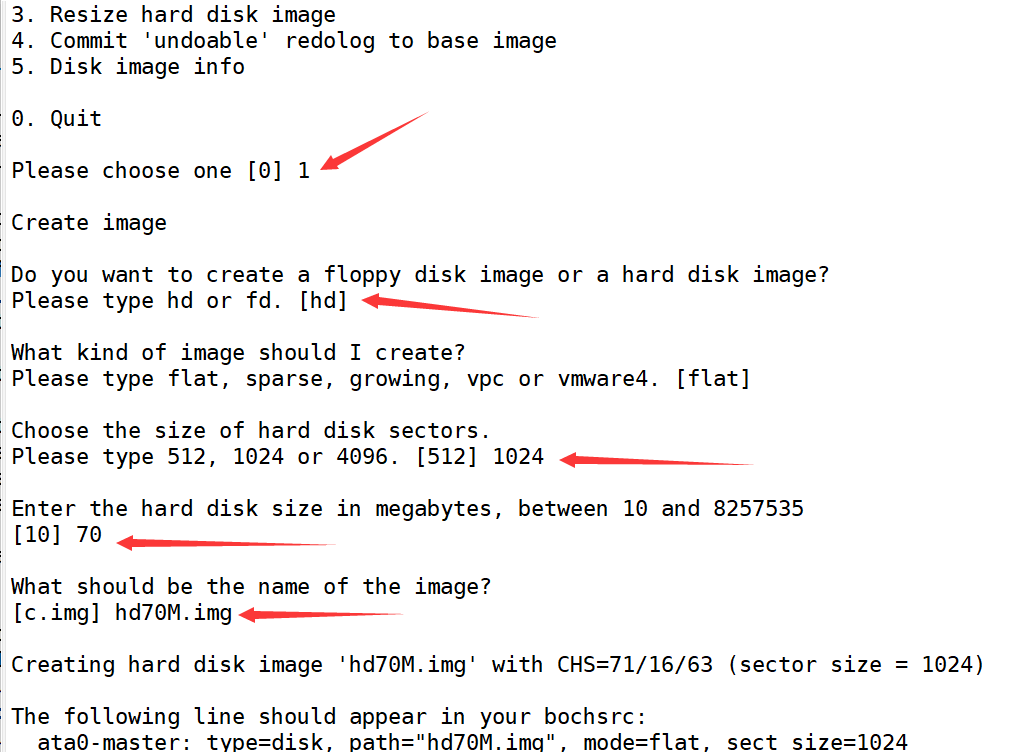 3. Resize hard disk image
4. Commit 'undoable' redolog to base image
5. Disk image info
0. Quit
Please choose one [0] 1
Create image
Do you want to create a floppy disk image or a hard disk image?
Please type hd or fd. [hd]
What kind of image should I create?
Please type flat, sparse, growing, vpc or vmware4. [flat]
Choose the size of hard disk sectors.
Please type 512, 1024 or 4096. [512] 1024
Enter the hard disk size in megabytes, between 10 and 8257535
[10] 70
What should be the name of the image?
[c.img] hd70M.img
Creating hard disk image 'hd70M.img' with CHS=71/16/63 (sector size = 1024)
The following line should appear in your bochsrc:
ata0-master: type=disk, path="hd70M.img", mode=flat, sect_size=1024